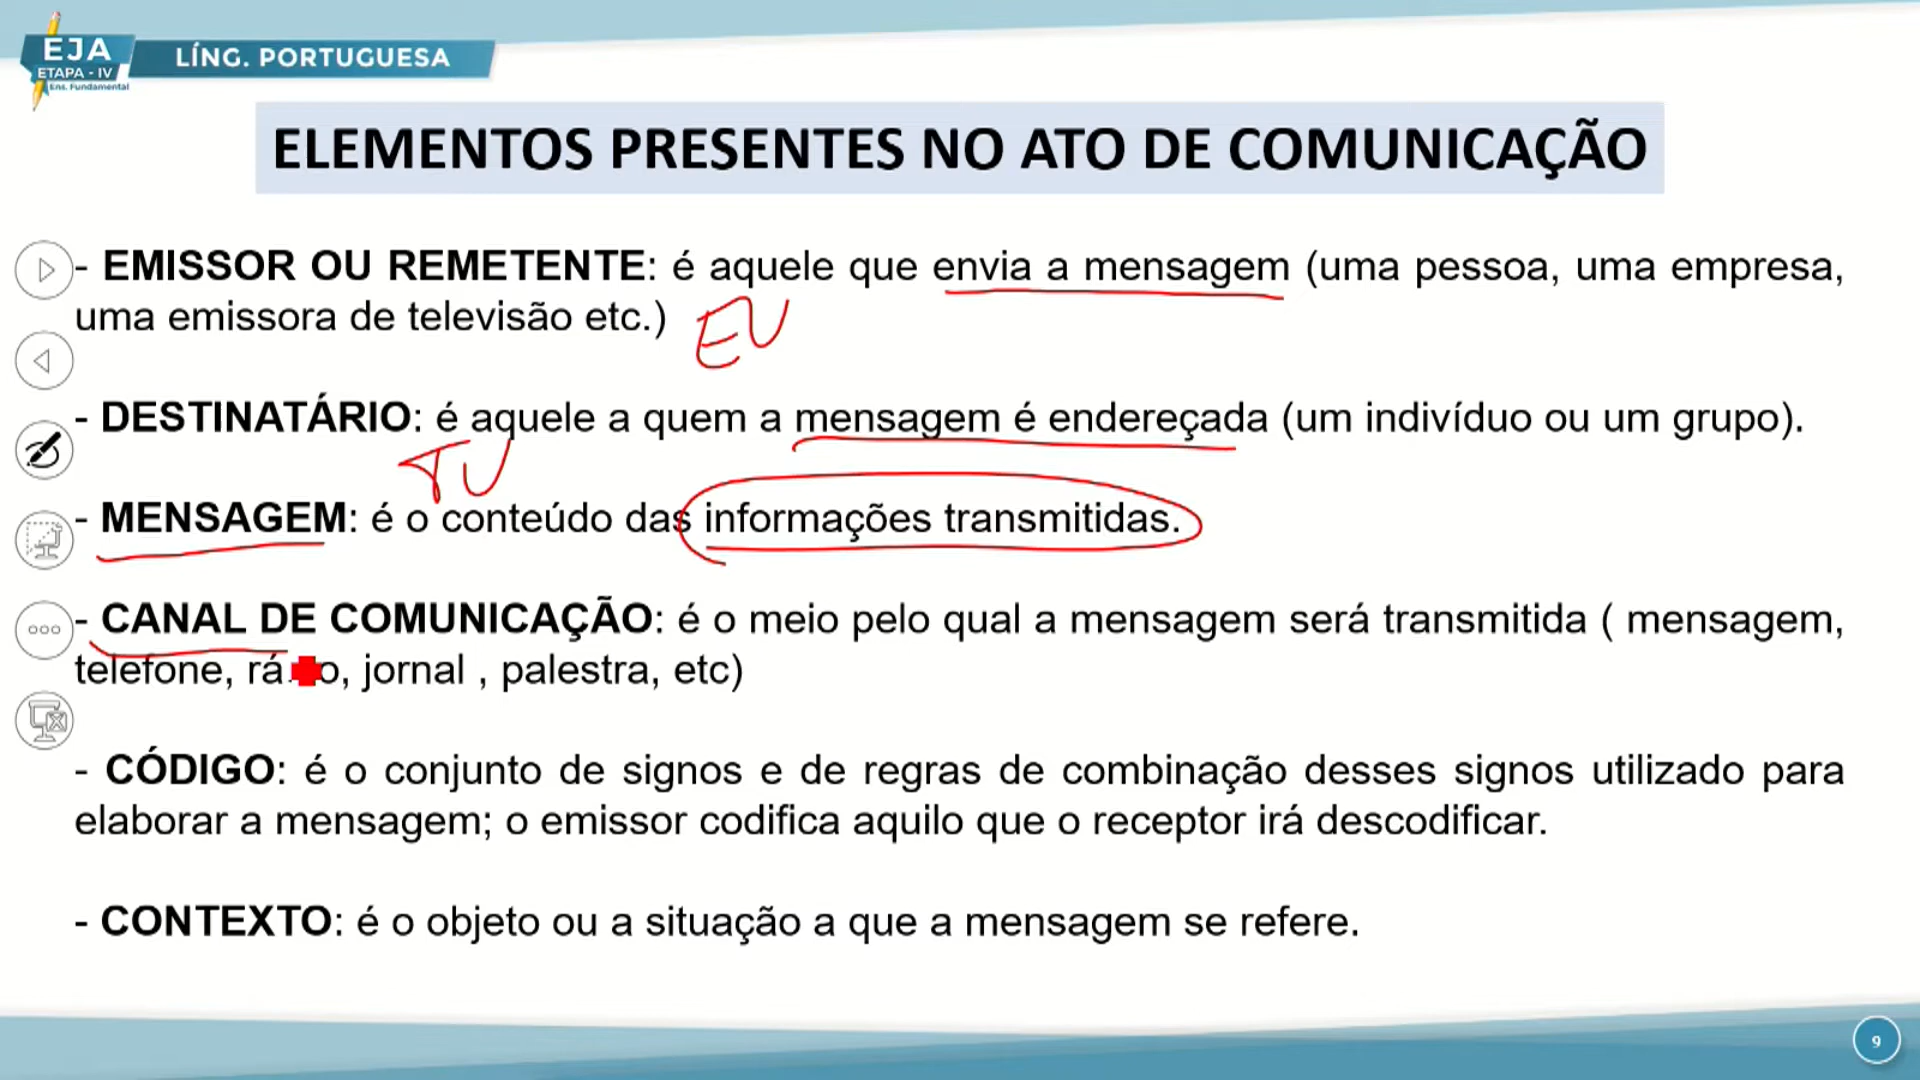 EJA
ETAPA - IV
Ens. Fundamental
LÍNG. PORTUGUESA
ELEMENTOS PRESENTES NO ATO DE COMUNICAÇÃO
- EMISSOR OU REMETENTE: é aquele que envia a mensagem (uma pessoa, uma empresa,
uma emissora de televisão etc.)
EU
- DESTINATÁRIO: é aquele a quem a mensagem é endereçada (um indivíduo ou um grupo).
TU
- MENSAGEM: é o conteúdo das informações transmitidas.
- CANAL DE COMUNICAÇÃO: é o meio pelo qual a mensagem será transmitida ( mensagem,
telefone, jornal , palestra, etc)
- CÓDIGO: é o conjunto de signos e de regras de combinação desses signos utilizado para
elaborar a mensagem; o emissor codifica aquilo que o receptor irá descodificar.
- CONTEXTO: é o objeto ou a situação a que a mensagem se refere.
9